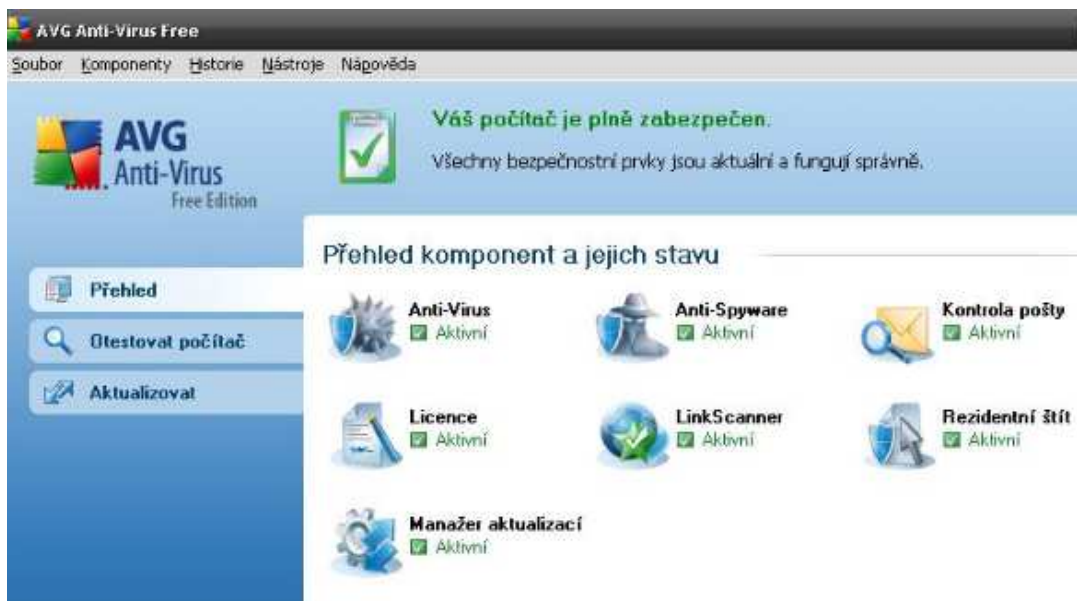 AVG Anti-Virus Free
Soubor Komponenty Historie Nástroje Nápověda
AVG
Anti-Virus
Free Edition
Váš počítač je plně zabezpečen.
Všechny bezpečnostní prvky jsou aktuální a fungují správně.
Přehled
Otestovat počítač
Aktualizovat
Přehled komponent a jejich stavu
Anti-Virus
Aktivní
Anti-Spyware
Aktivní
Kontrola pošty
Aktivní
Licence
Aktivní
LinkScanner
Aktivní
Rezidentní štít
Aktivní
Manažer aktualizací
Aktivní